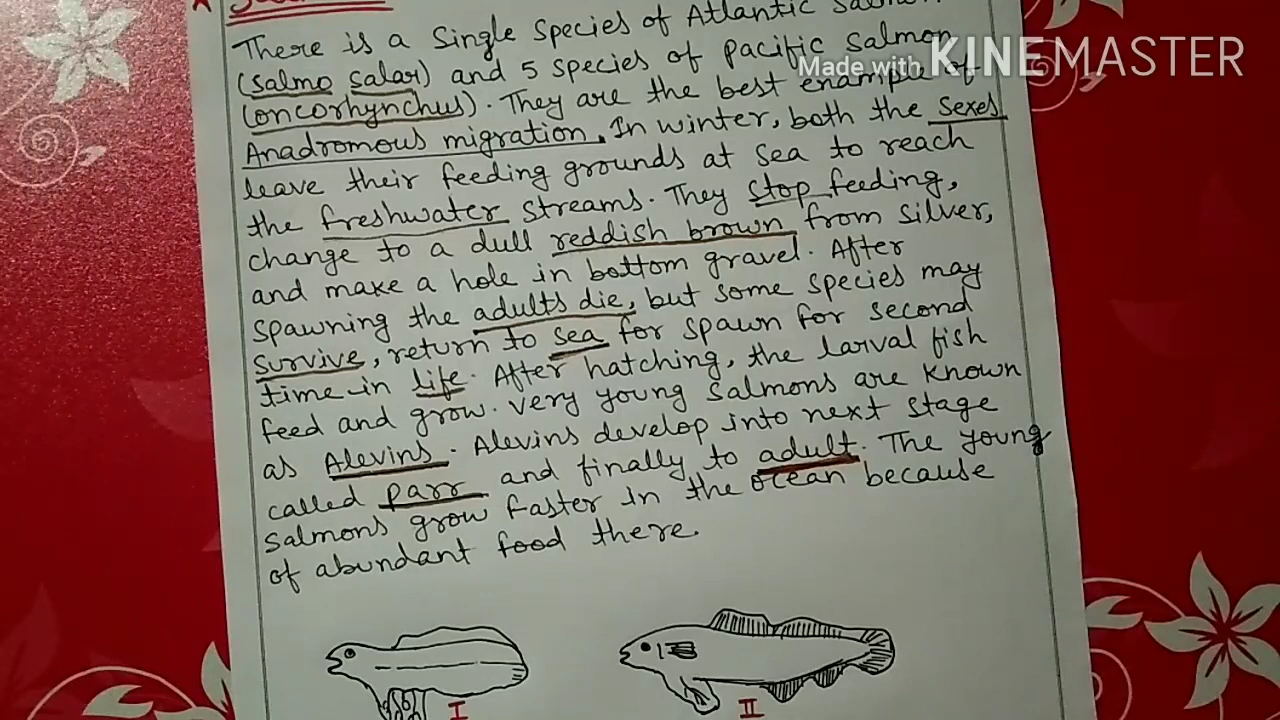 There is a Single Species of Atlantic Salmon
(Salmo Salar) and 5 species of pacific salmon
(oncorhynchus). They are the best example of
Anadromous migration. In winter, both the sexes
leave their feeding grounds at sea to reach
the freshwater streams. They stop feeding,
change to a dull reddish brown from silver,
and make a hole in bottom gravel. After
spawning the adults die, but some species may
survive, return to sea for spawn for second
time in life. After hatching, the larval fish
feed and grow. Very young salmons are known
as Alevins. Alevins develop into next stage
called parr and finally to adult. The young
salmons grow faster in the ocean because
of abundant food there.
I
II
Made with KINEMASTER